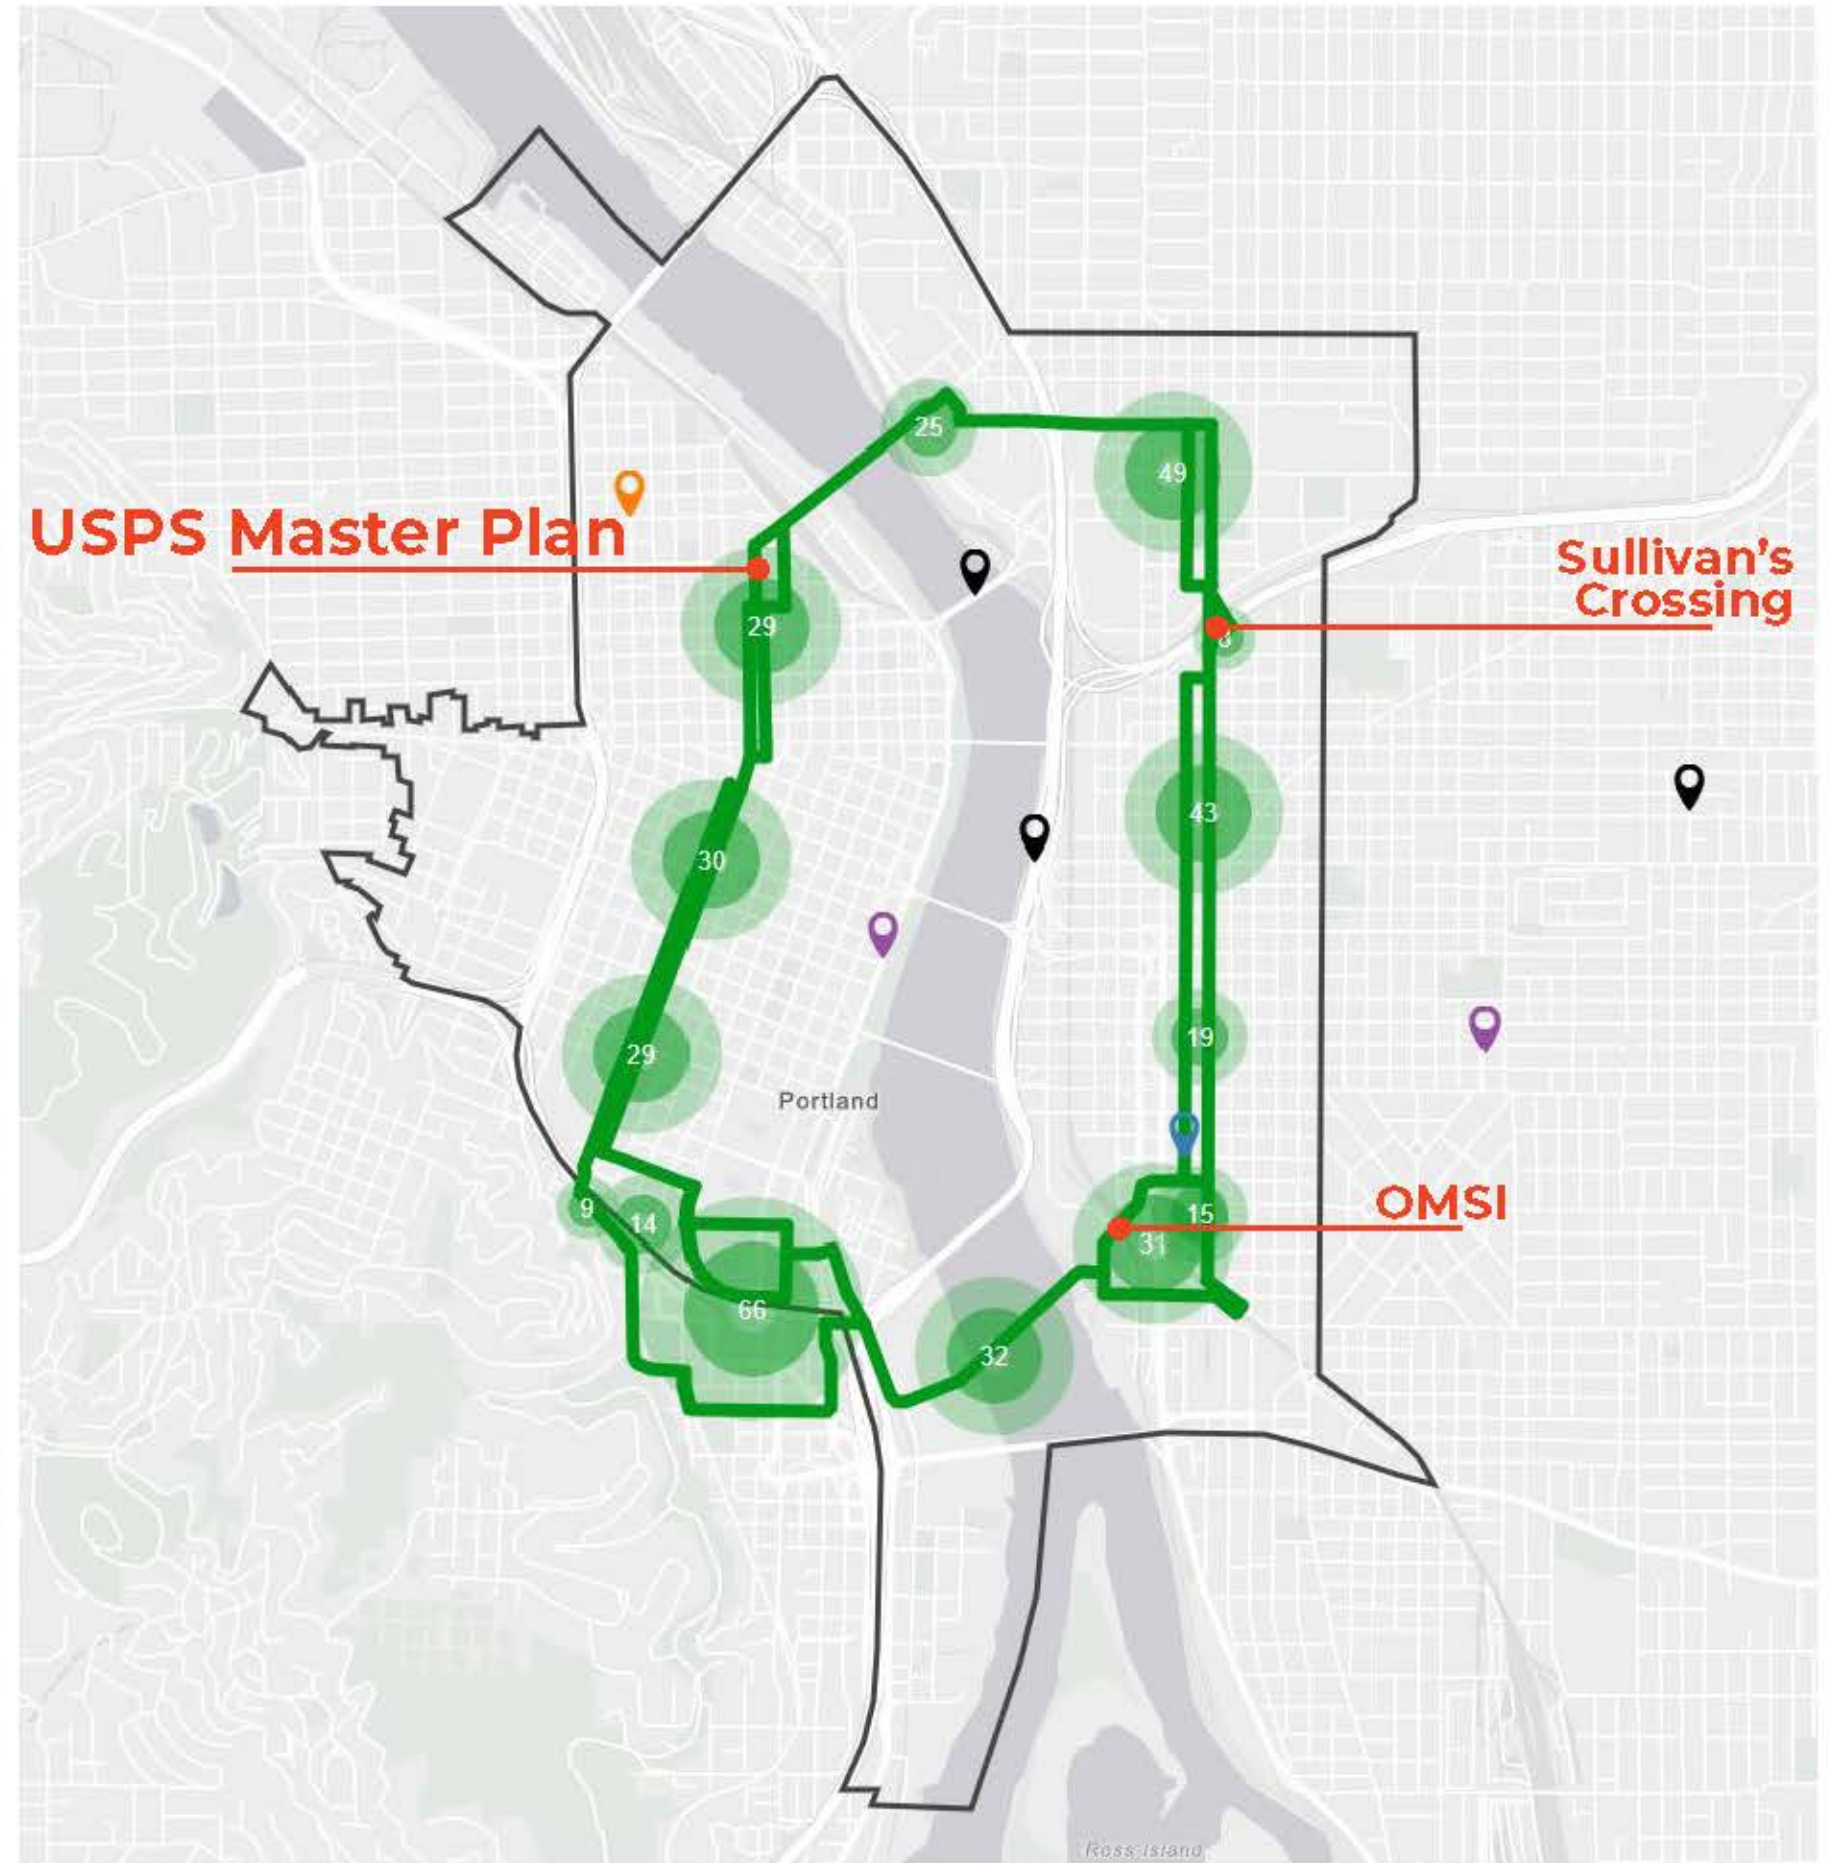 25
49
USPS Master Plan
Sullivan's
Crossing
29
8
43
30
19
29
Portland
OMSI
9
14
15
31
66
32
Ross Island